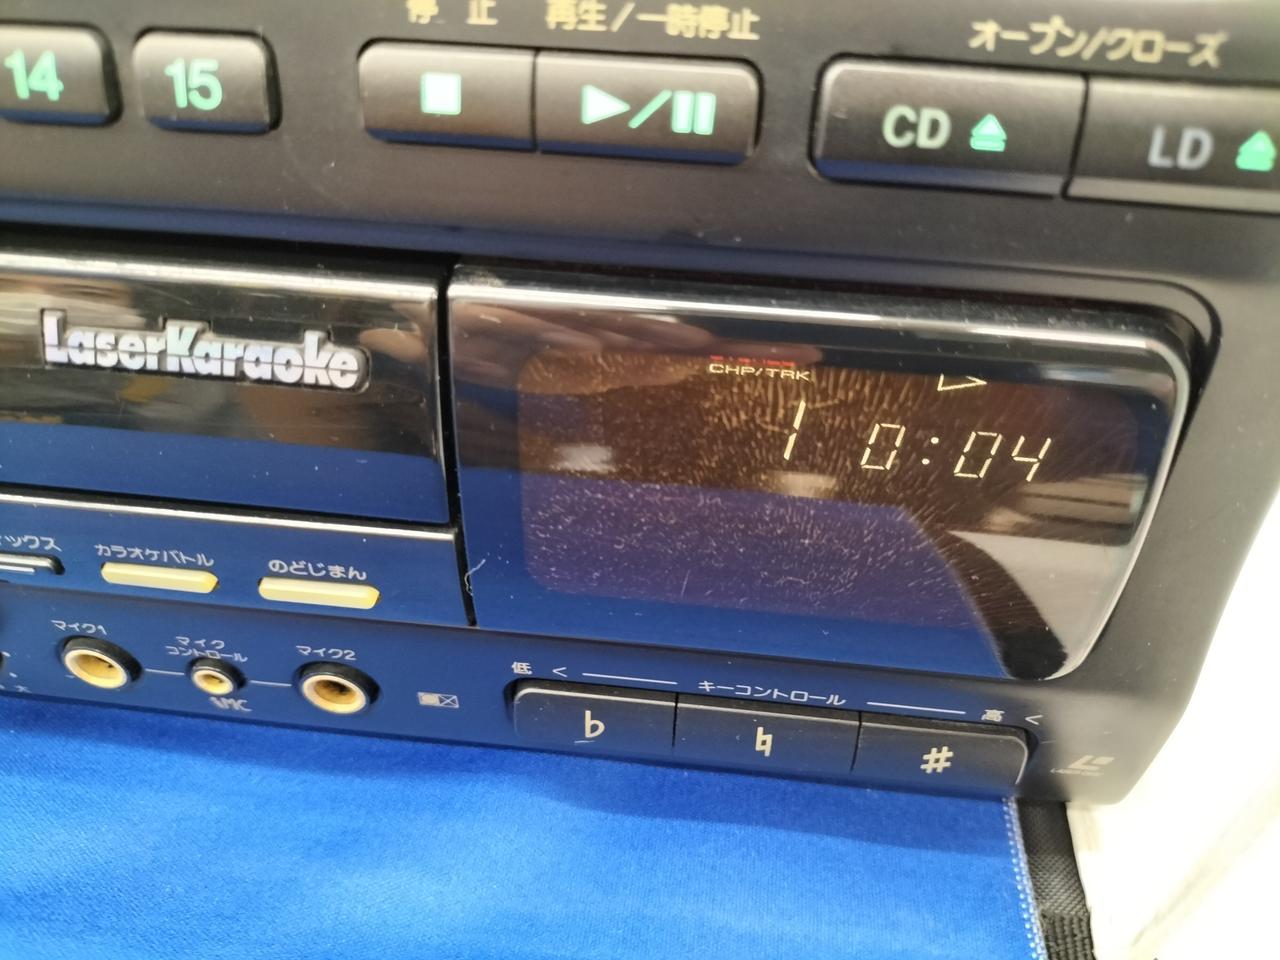 停止
再生/一時停止
オープン/クローズ
14
15
CD
LD
LaserKaraoke
CHP/TRK
1 0:04
カラオケバトル
のどじまん
マイク1
マイク
コントロール
マイク2
低 < キーコントロール 高 <
♭
♮
#